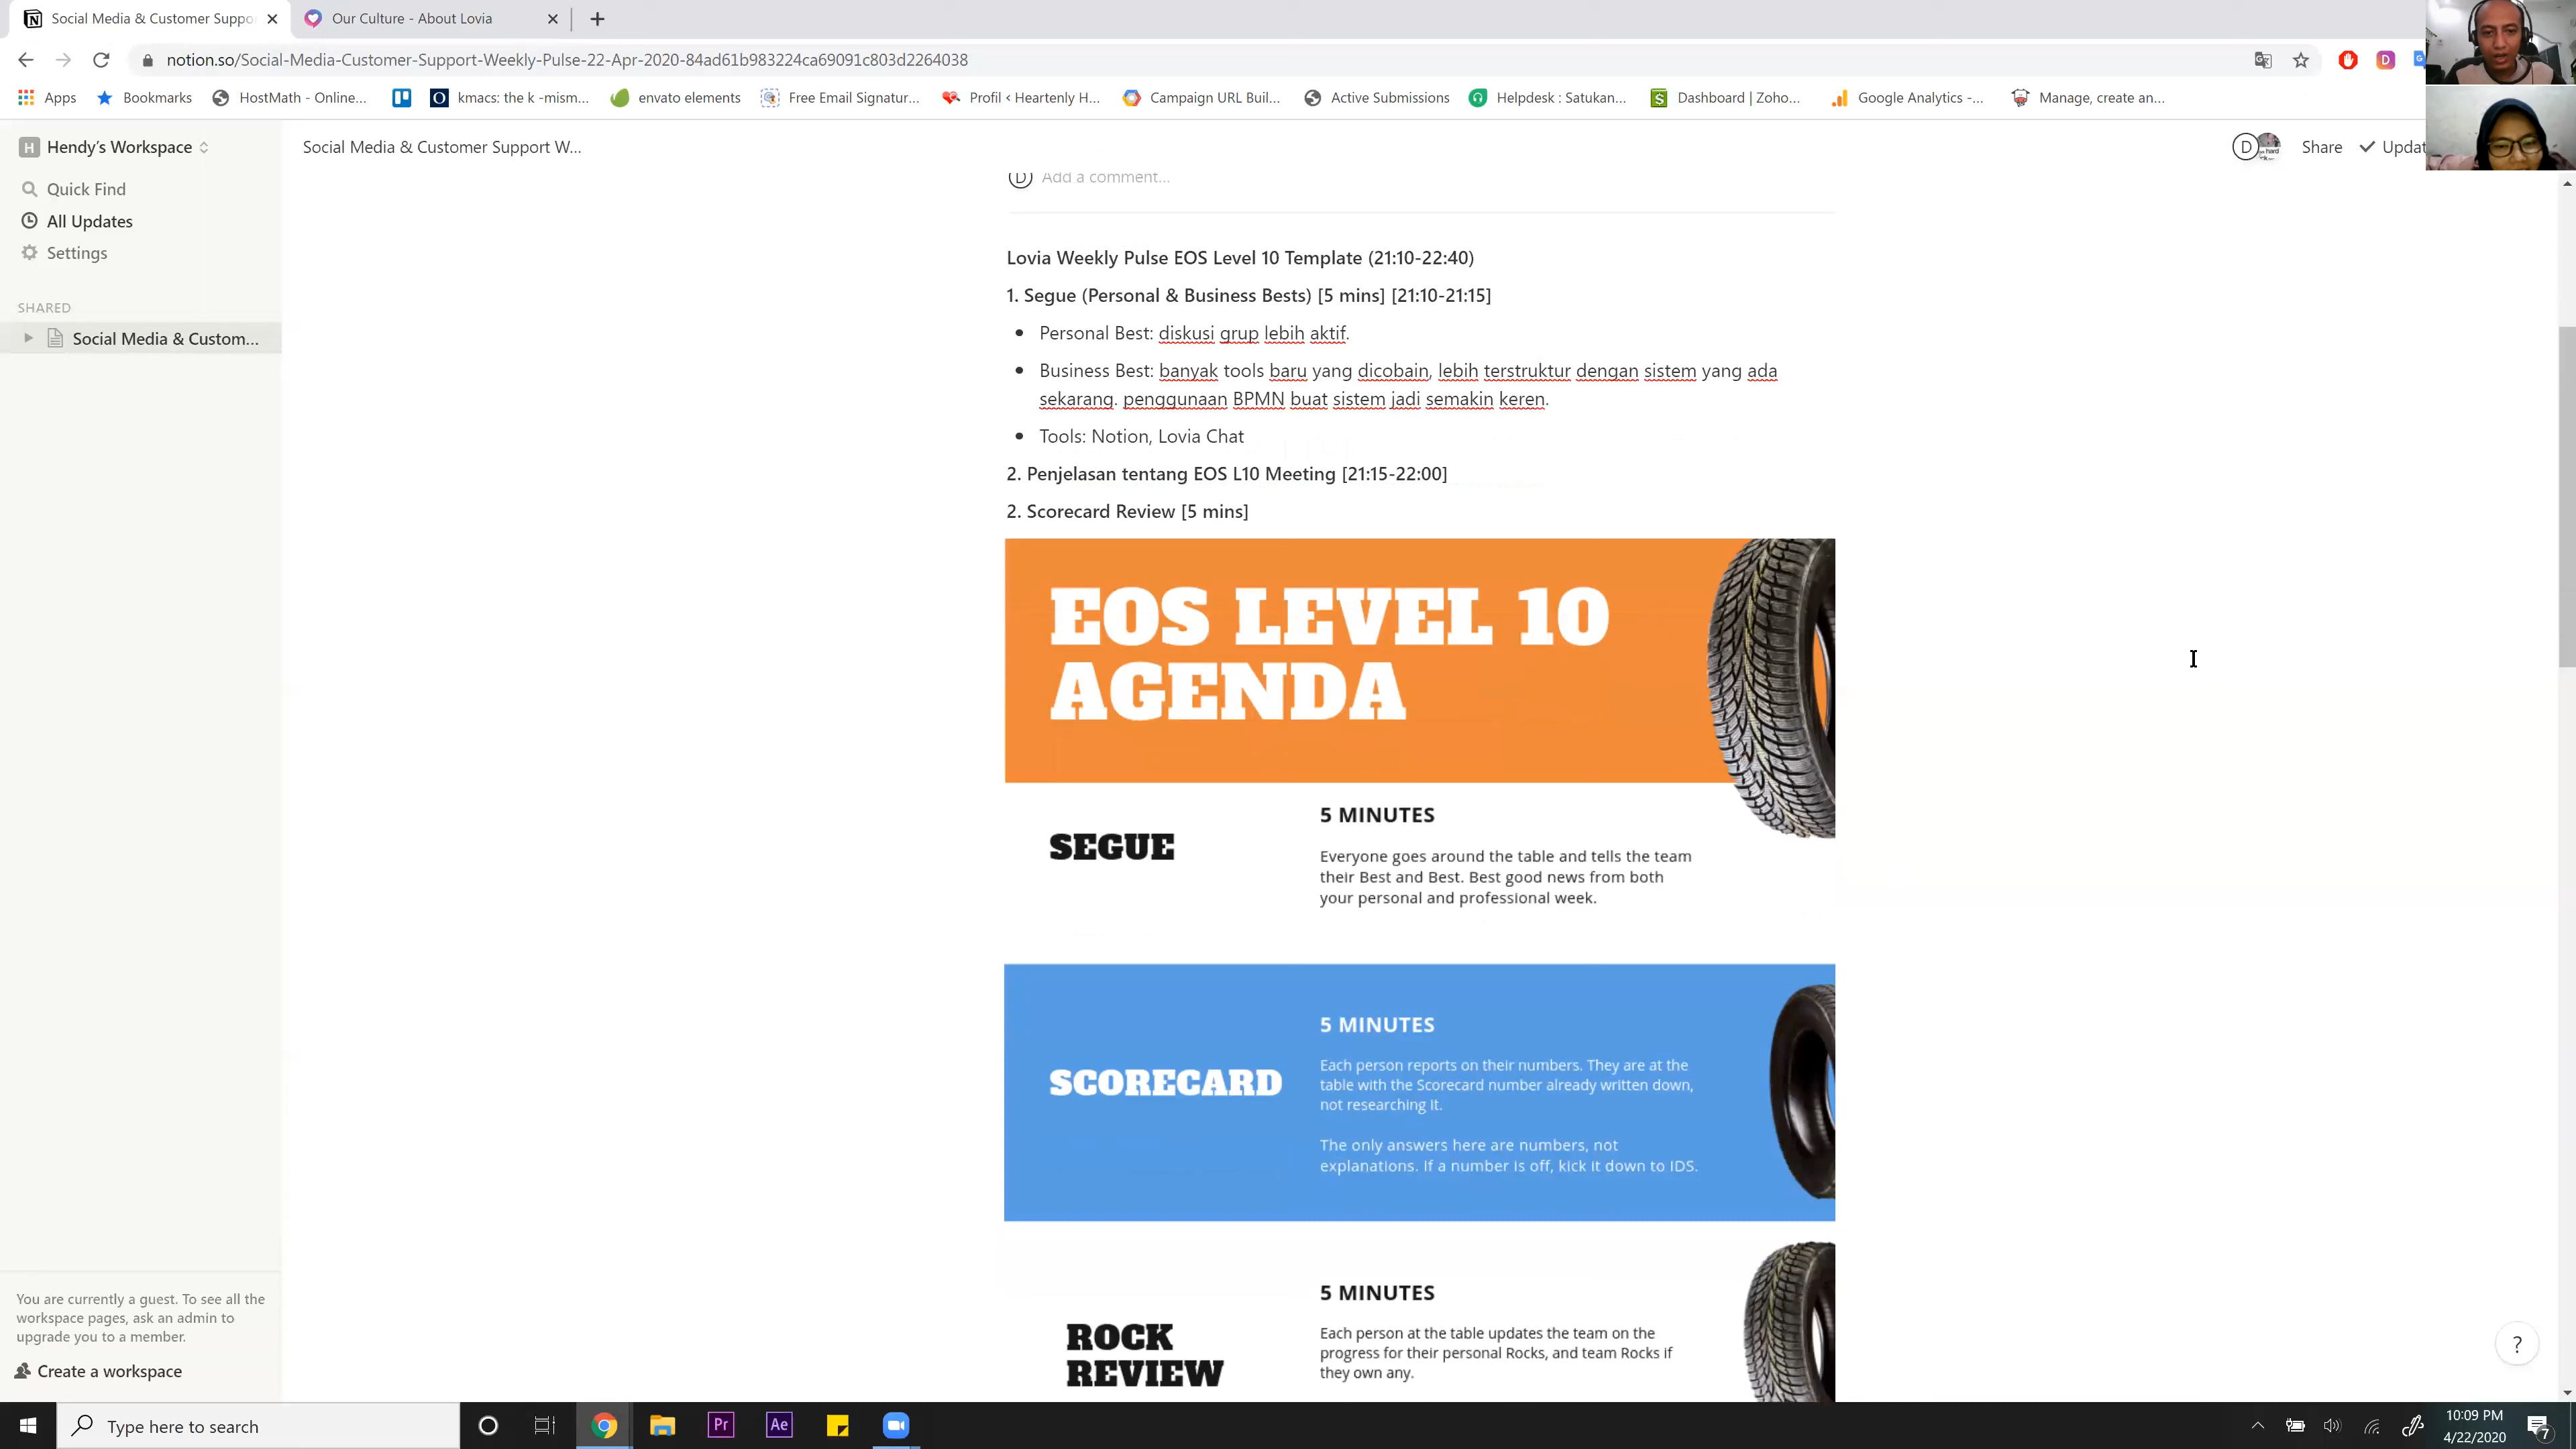 Social Media & Customer Suppo
Our Culture - About Lovia
notion.so/Social-Media-Customer-Support-Weekly-Pulse-22-Apr-2020-84ad61b983224ca69091c803d2264038
Apps
Bookmarks
HostMath - Online...
kmacs: the k -mism...
envato elements
Free Email Signatur...
Profil < Heartenly H...
Campaign URL Buil...
Active Submissions
Helpdesk : Satukan...
Dashboard | Zoho...
Google Analytics -...
Manage, create an...
H Hendy's Workspace
Social Media & Customer Support W...
D
Share
Updat
Quick Find
All Updates
Settings
SHARED
Social Media & Custom...
D Add a comment...
Lovia Weekly Pulse EOS Level 10 Template (21:10-22:40)
1. Segue (Personal & Business Bests) [5 mins] [21:10-21:15]
Personal Best: diskusi grup lebih aktif.
Business Best: banyak tools baru yang dicobain, lebih terstruktur dengan sistem yang ada
sekarang. penggunaan BPMN buat sistem jadi semakin keren.
Tools: Notion, Lovia Chat
2. Penjelasan tentang EOS L10 Meeting [21:15-22:00]
2. Scorecard Review [5 mins]
EOS LEVEL 10
AGENDA
SEGUE
5 MINUTES
Everyone goes around the table and tells the team
their Best and Best. Best good news from both
your personal and professional week.
SCORECARD
5 MINUTES
Each person reports on their numbers. They are at the
table with the Scorecard number already written down,
not researching it.
The only answers here are numbers, not
explanations. If a number is off, kick it down to IDS.
ROCK
REVIEW
5 MINUTES
Each person at the table updates the team on the
progress for their personal Rocks, and team Rocks if
they own any.
You are currently a guest. To see all the
workspace pages, ask an admin to
upgrade you to a member.
Create a workspace
?
Type here to search
Pr
Ae
10:09 PM
4/22/2020
7